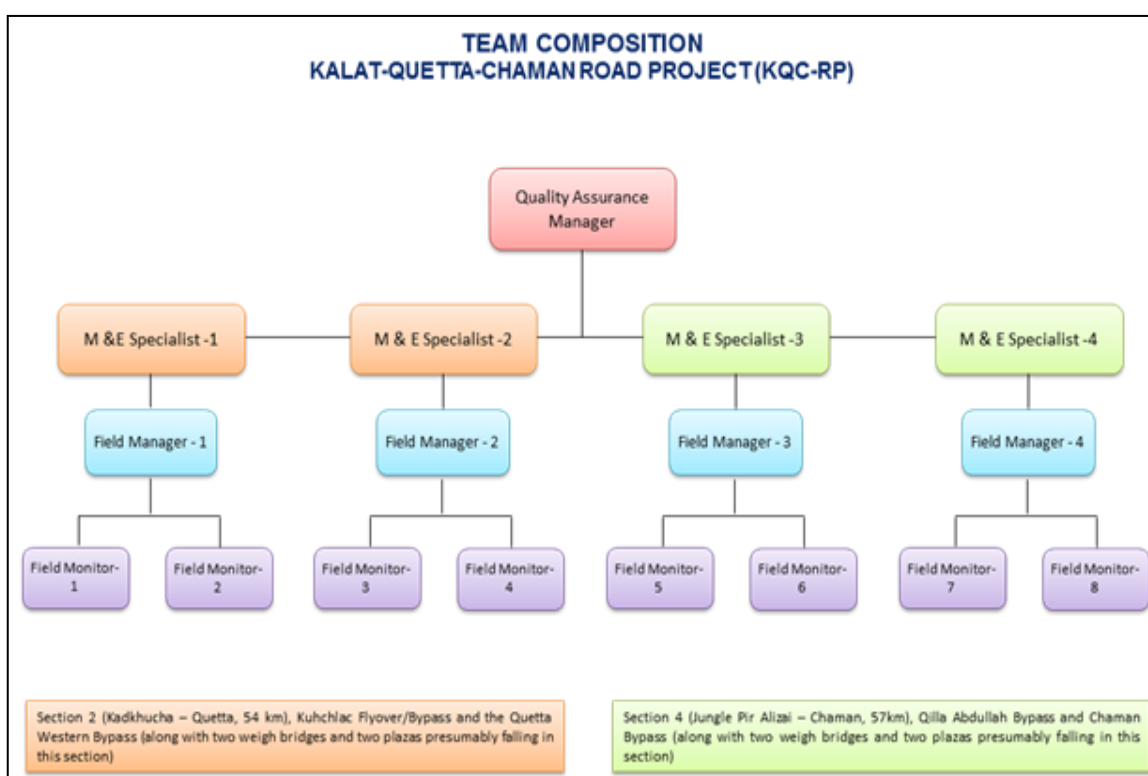 TEAM COMPOSITION
KALAT-QUETTA-CHAMAN ROAD PROJECT (KQC-RP)
Quality Assurance
Manager
M &E Specialist -1
M & E Specialist -2
M & E Specialist -3
M & E Specialist -4
Field Manager - 1
Field Manager - 2
Field Manager - 3
Field Manager - 4
Field Monitor-
1
Field Monitor-
2
Field Monitor-
3
Field Monitor-
4
Field Monitor-
5
Field Monitor-
6
Field Monitor-
7
Field Monitor-
8
Section 2 (Kadkhucha – Quetta, 54 km), Kuhchlac Flyover/Bypass and the Quetta
Western Bypass (along with two weigh bridges and two plazas presumably falling in
this section)
Section 4 (Jungle Pir Alizai – Chaman, 57km), Qilla Abdullah Bypass and Chaman
Bypass (along with two weigh bridges and two plazas presumably falling in this
section)